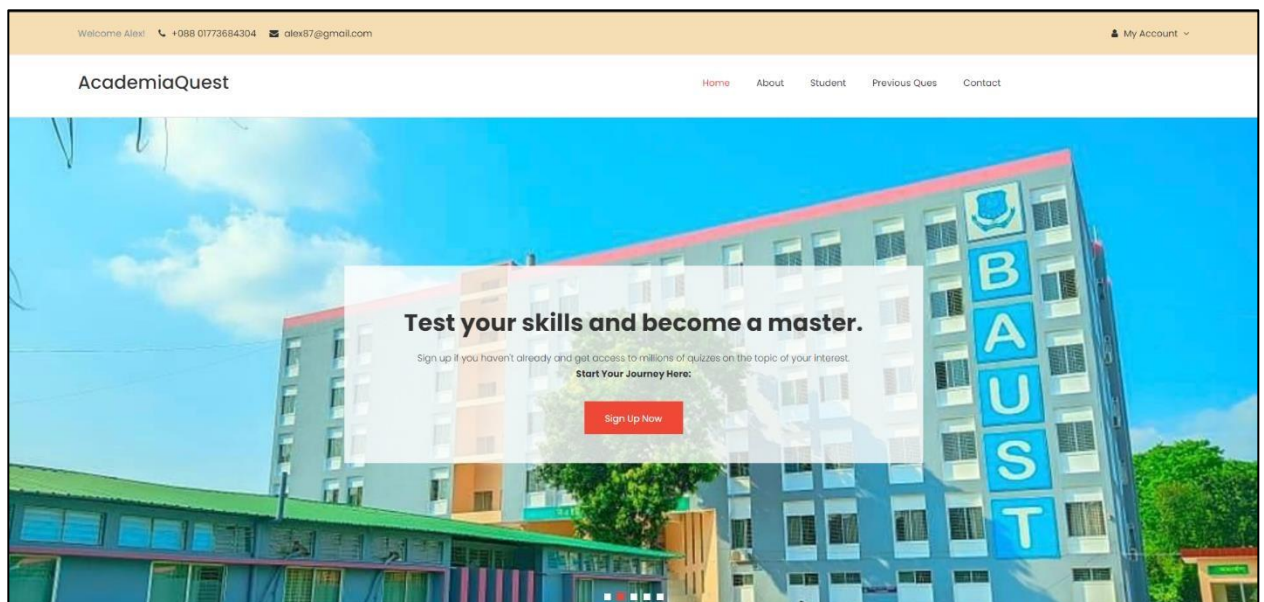 Welcome Alex! +088 01773684304 alex87@gmail.com My Account
AcademiaQuest Home About Student Previous Ques Contact
Test your skills and become a master.
Sign up if you haven't already and get access to millions of quizzes on the topic of your interest.
Start Your Journey Here:
Sign Up Now
B
A
U
S
T